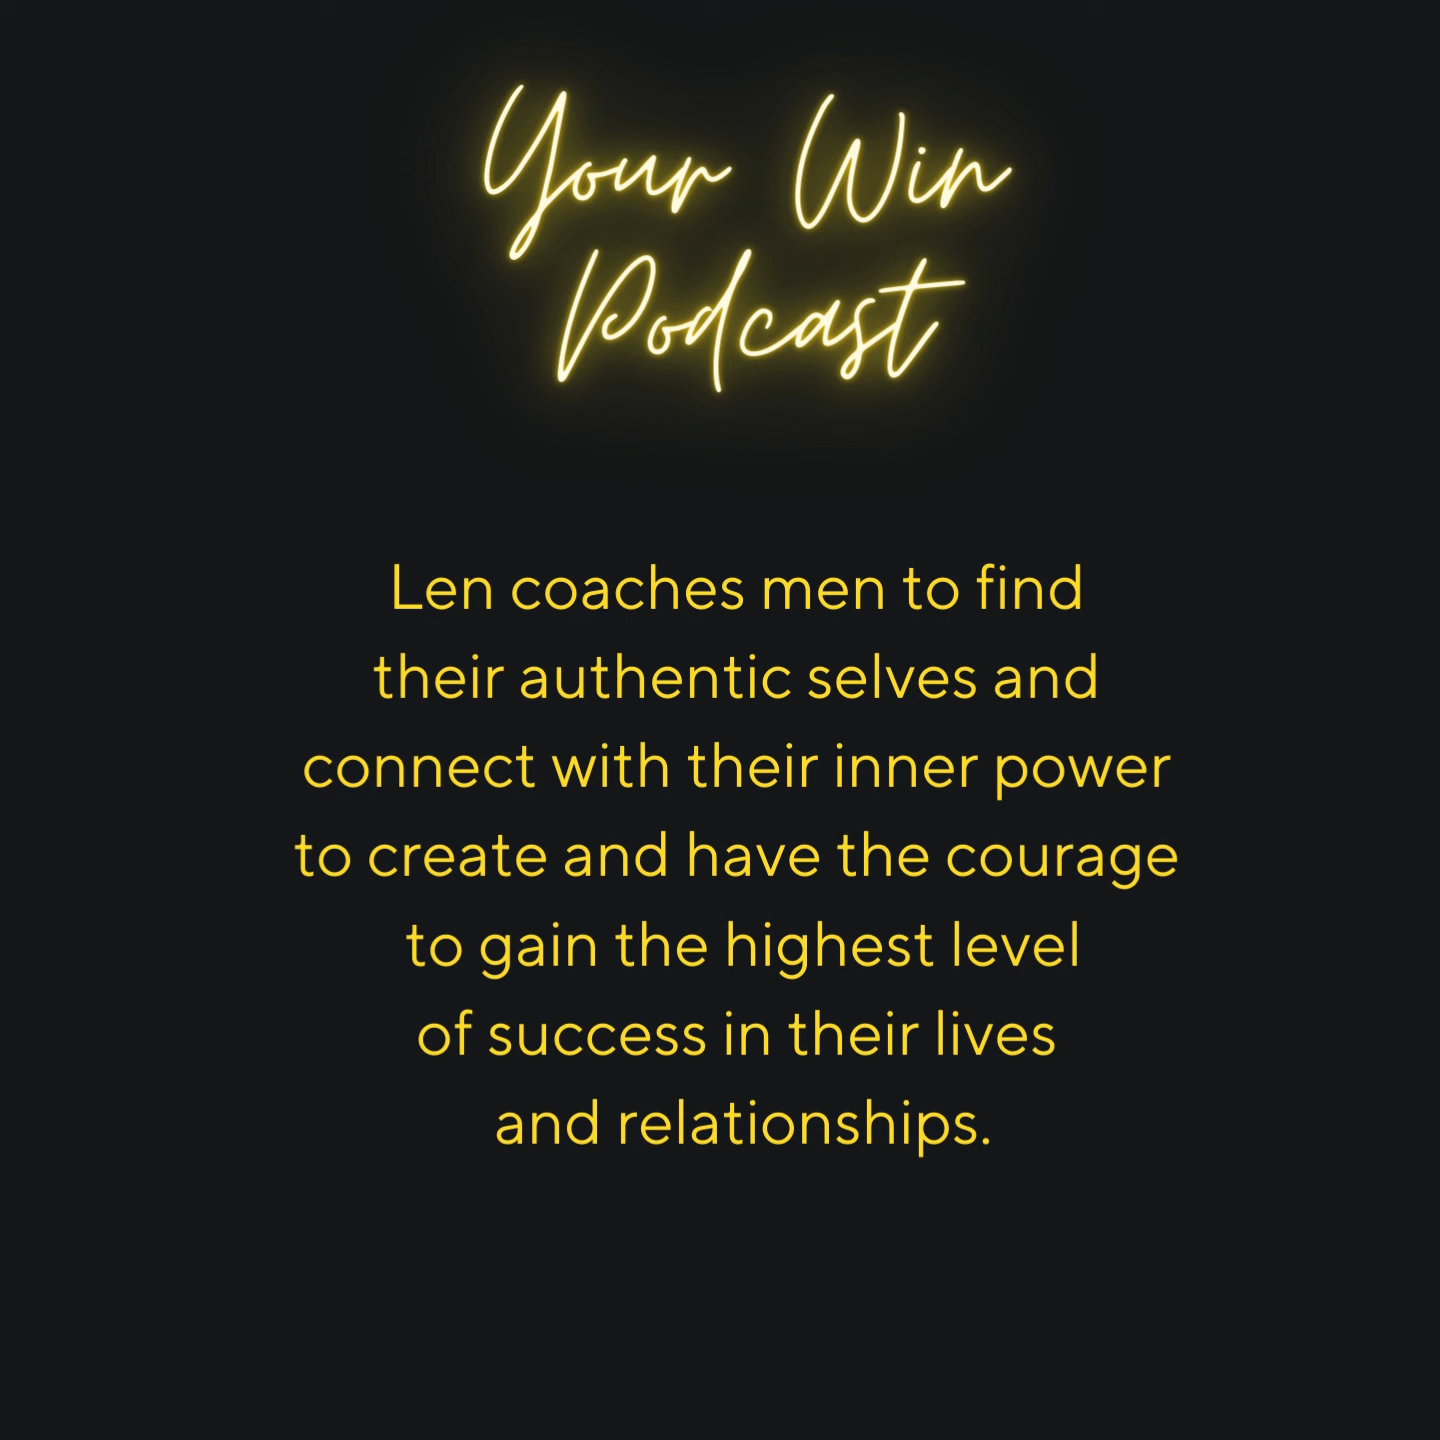 Your Win
Podcast
Len coaches men to find
their authentic selves and
connect with their inner power
to create and have the courage
to gain the highest level
of success in their lives
and relationships.